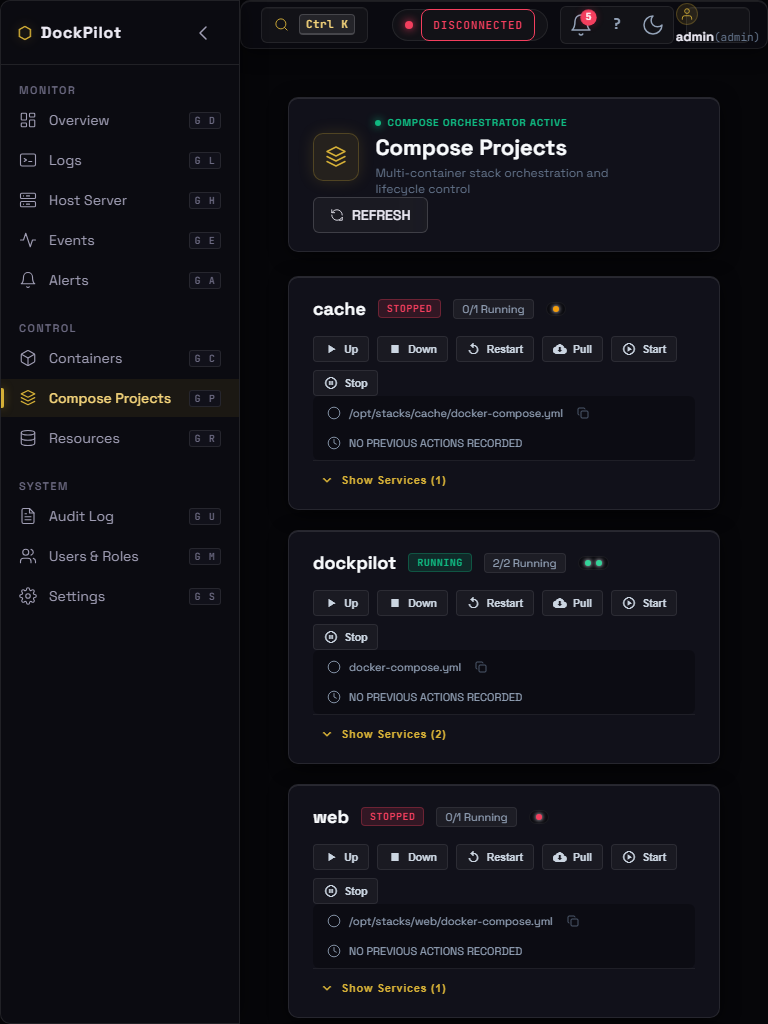 DockPilot
Ctrl K
DISCONNECTED
5
?
admin(admin)
MONITOR
Overview G D
Logs G L
Host Server G H
Events G E
Alerts G A
CONTROL
Containers G C
Compose Projects G P
Resources G R
SYSTEM
Audit Log G U
Users & Roles G M
Settings G S
COMPOSE ORCHESTRATOR ACTIVE
Compose Projects
Multi-container stack orchestration and
lifecycle control
REFRESH
cache STOPPED 0/1 Running
Up Down Restart Pull Start
Stop
/opt/stacks/cache/docker-compose.yml
NO PREVIOUS ACTIONS RECORDED
Show Services (1)
dockpilot RUNNING 2/2 Running
Up Down Restart Pull Start
Stop
docker-compose.yml
NO PREVIOUS ACTIONS RECORDED
Show Services (2)
web STOPPED 0/1 Running
Up Down Restart Pull Start
Stop
/opt/stacks/web/docker-compose.yml
NO PREVIOUS ACTIONS RECORDED
Show Services (1)